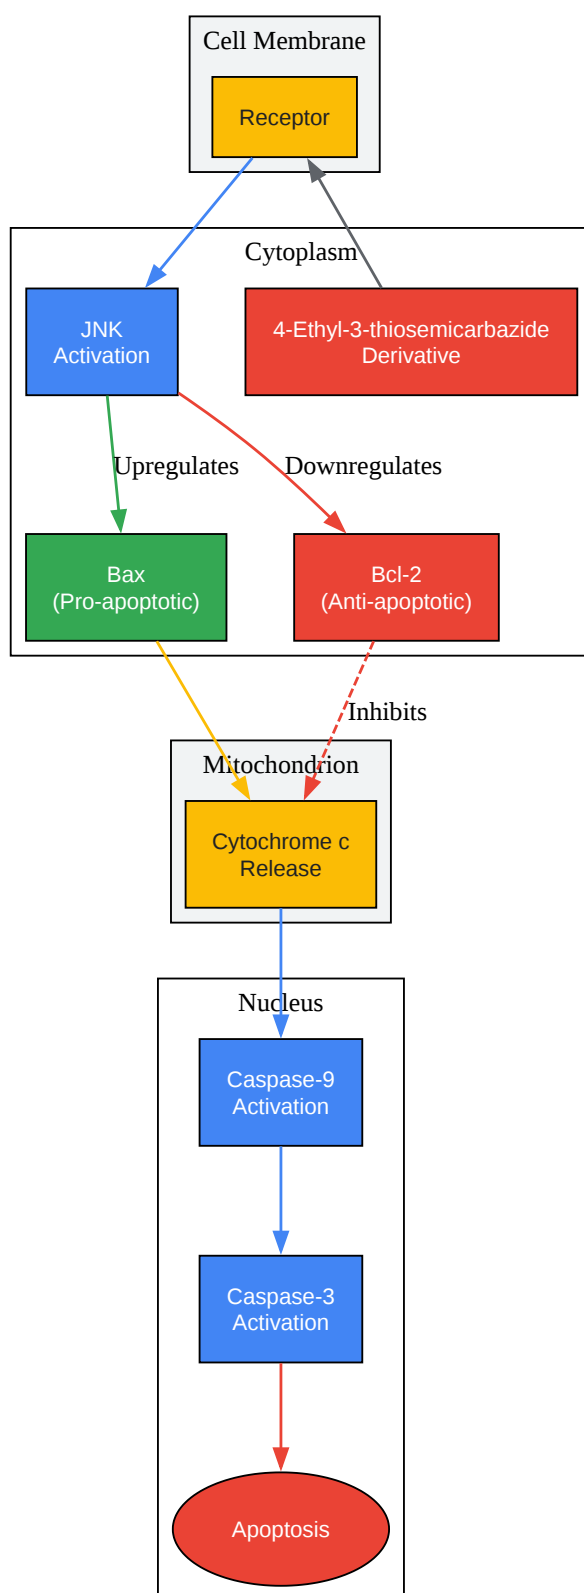 Cell Membrane
Receptor
Cytoplasm
JNK
Activation
4-Ethyl-3-thiosemicarbazide
Derivative
Upregulates
Downregulates
Bax
(Pro-apoptotic)
Bcl-2
(Anti-apoptotic)
Inhibits
Mitochondrion
Cytochrome c
Release
Nucleus
Caspase-9
Activation
Caspase-3
Activation
Apoptosis